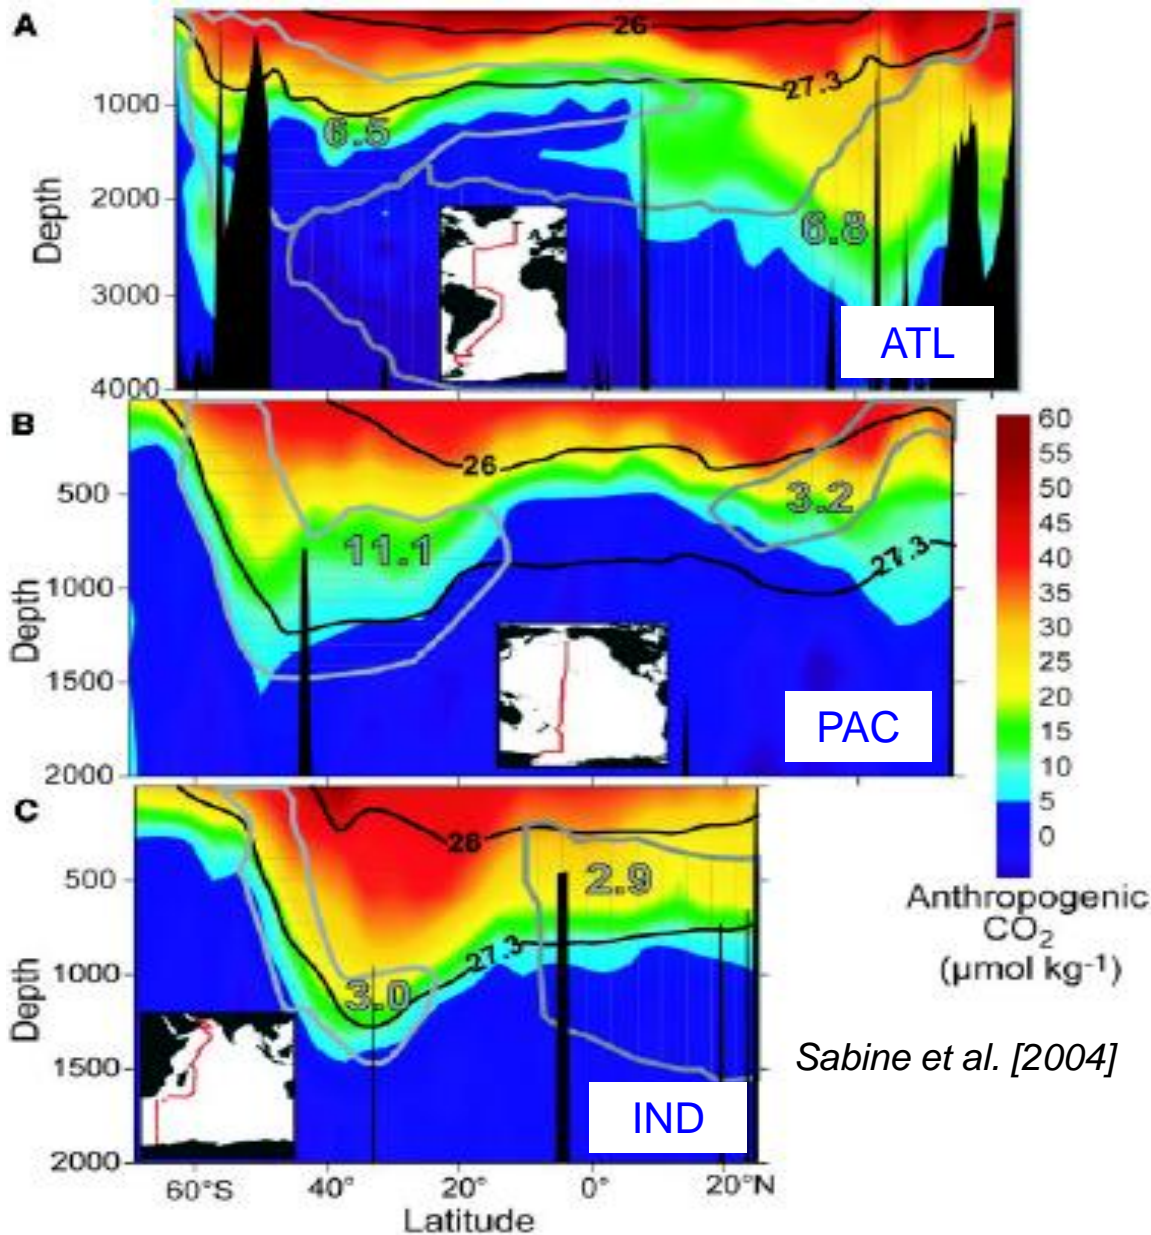 A
26
27.3
1000
6.5
2000
6.8
3000
ATL
4000
Depth
B
60
55
50
45
40
35
30
25
20
15
10
5
0
26
500
3.2
11.1
27.3
1000
1500
PAC
2000
Depth
Anthropogenic
CO₂
(µmol kg⁻¹)
C
26
500
2.9
27.3
1000
3.0
1500
IND
2000
Depth
Sabine et al. [2004]
60°S 40° 20° 0° 20°N
Latitude